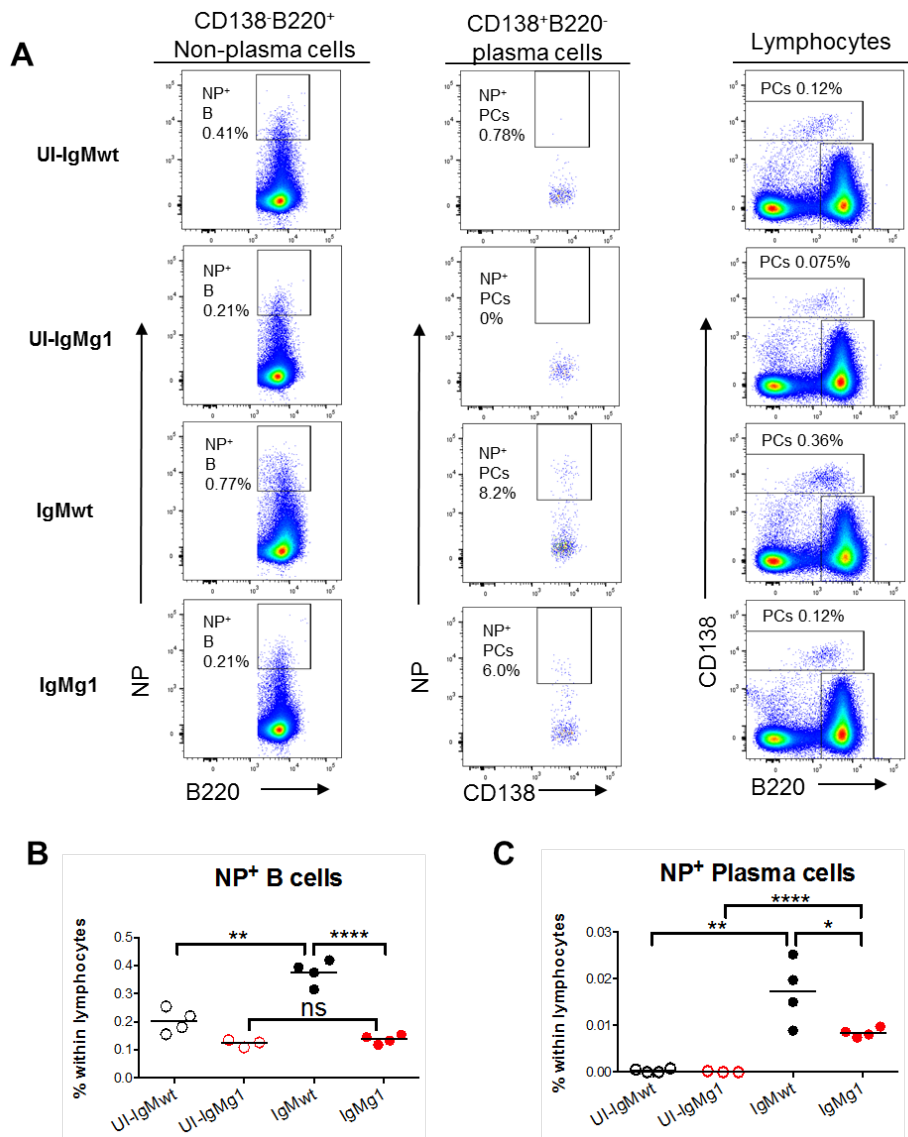 A
CD138⁻B220⁺
Non-plasma cells
CD138⁺B220⁻
plasma cells
Lymphocytes
UI-IgMwt
NP⁺
B
0.41%
NP⁺
PCs
0.78%
PCs 0.12%
UI-IgMg1
NP⁺
B
0.21%
NP⁺
PCs
0%
PCs 0.075%
IgMwt
NP⁺
B
0.77%
NP⁺
PCs
8.2%
PCs 0.36%
IgMg1
NP⁺
B
0.21%
NP⁺
PCs
6.0%
PCs 0.12%
NP
NP
CD138
B220
CD138
B220
B
NP⁺ B cells
% within lymphocytes
0.5
0.4
0.3
0.2
0.1
0.0
**
****
ns
UI-IgMwt
UI-IgMg1
IgMwt
IgMg1
C
NP⁺ Plasma cells
% within lymphocytes
0.03
0.02
0.01
0.00
****
**
*
UI-IgMwt
UI-IgMg1
IgMwt
IgMg1